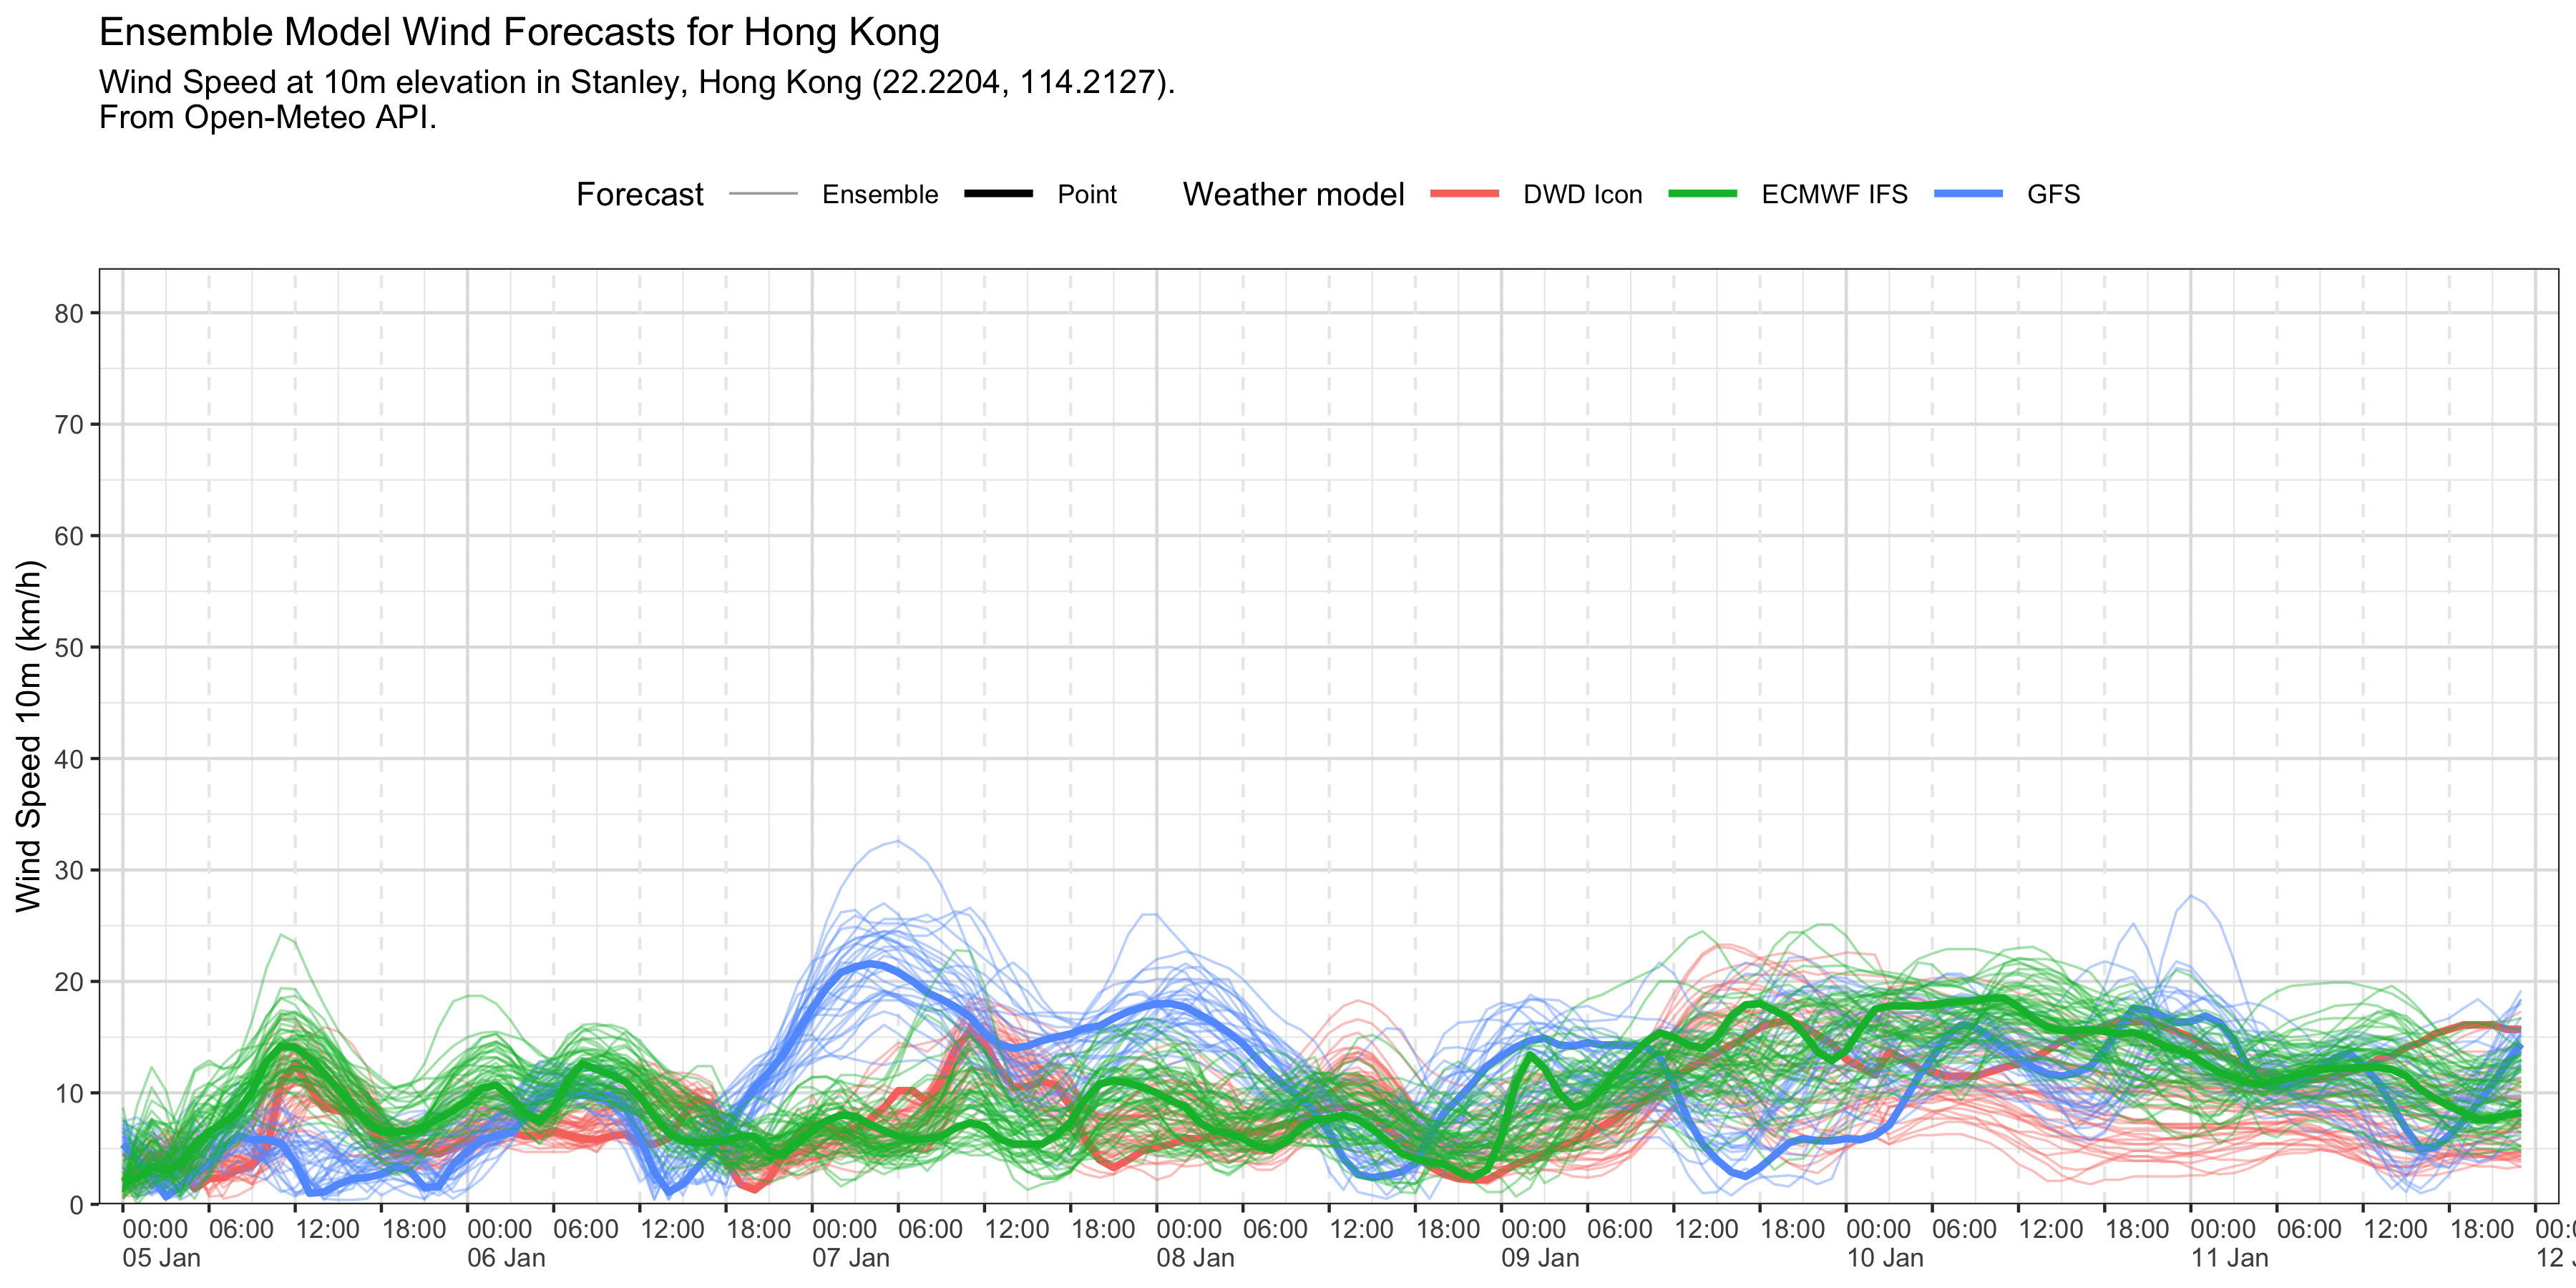 Ensemble Model Wind Forecasts for Hong Kong
Wind Speed at 10m elevation in Stanley, Hong Kong (22.2204, 114.2127).
From Open-Meteo API.
Forecast Ensemble Point Weather model DWD Icon ECMWF IFS GFS
Wind Speed 10m (km/h)
80
70
60
50
40
30
20
10
0
00:00 06:00 12:00 18:00 00:00 06:00 12:00 18:00 00:00 06:00 12:00 18:00 00:00 06:00 12:00 18:00 00:00 06:00 12:00 18:00 00:00 06:00 12:00 18:00 00:00 06:00 12:00 18:00 00:0
05 Jan 06 Jan 07 Jan 08 Jan 09 Jan 10 Jan 11 Jan 12